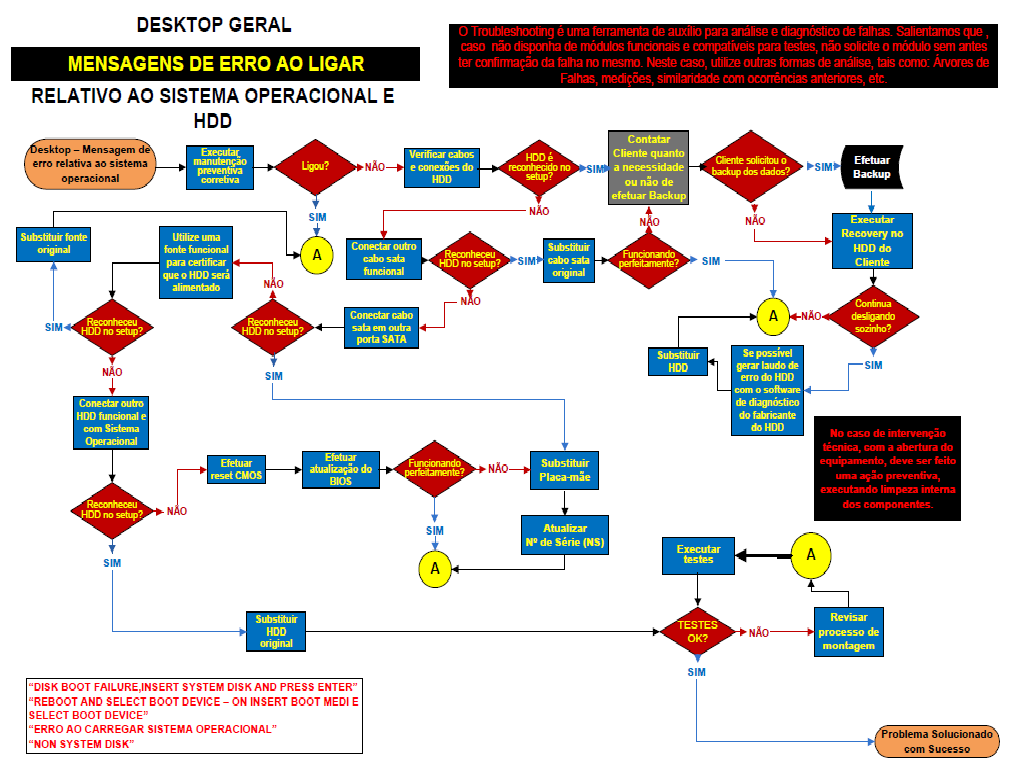 DESKTOP GERAL
MENSAGENS DE ERRO AO LIGAR
RELATIVO AO SISTEMA OPERACIONAL E
HDD
O Troubleshooting é uma ferramenta de auxílio para análise e diagnóstico de falhas. Salientamos que ,
caso não disponha de módulos funcionais e compatíveis para testes, não solicite o módulo sem antes
ter confirmação da falha no mesmo. Neste caso, utilize outras formas de análise, tais como: Árvores de
Falhas, medições, similaridade com ocorrências anteriores, etc.
Desktop – Mensagem de
erro relativa ao sistema
operacional
Executar
manutenção
preventiva
corretiva
Ligou?
NÃO
SIM
A
Verificar cabos
e conexões do
HDD
HDD é
reconhecido no
setup?
SIM
NÃO
Contatar
Cliente quanto
a necessidade
ou não de
efetuar Backup
Cliente solicitou o
backup dos dados?
SIM
NÃO
Efetuar
Backup
Executar
Recovery no
HDD do
Cliente
Substituir fonte
original
Utilize uma
fonte funcional
para certificar
que o HDD será
alimentado
Conectar outro
cabo sata
funcional
Reconheceu
HDD no setup?
SIM
NÃO
Substituir
cabo sata
original
Funcionando
perfeitamente?
NÃO
SIM
A
NÃO
Continua
desligando
sozinho?
SIM
SIM
Reconheceu
HDD no setup?
NÃO
NÃO
Reconheceu
HDD no setup?
SIM
Conectar cabo
sata em outra
porta SATA
Substituir
HDD
Se possível
gerar laudo de
erro do HDD
com o software
de diagnóstico
do fabricante
do HDD
Conectar outro
HDD funcional e
com Sistema
Operacional
No caso de intervenção
técnica, com a abertura do
equipamento, deve ser feito
uma ação preventiva,
executando limpeza interna
dos componentes.
Reconheceu
HDD no setup?
NÃO
SIM
Efetuar
reset CMOS
Efetuar
atualização do
BIOS
Funcionando
perfeitamente?
NÃO
SIM
A
Substituir
Placa-mãe
Atualizar
Nº de Série (NS)
Executar
testes
A
Substituir
HDD
original
TESTES
OK?
NÃO
SIM
Revisar
processo de
montagem
“DISK BOOT FAILURE,INSERT SYSTEM DISK AND PRESS ENTER”
“REBOOT AND SELECT BOOT DEVICE – ON INSERT BOOT MEDI E
SELECT BOOT DEVICE”
“ERRO AO CARREGAR SISTEMA OPERACIONAL”
“NON SYSTEM DISK”
Problema Solucionado
com Sucesso